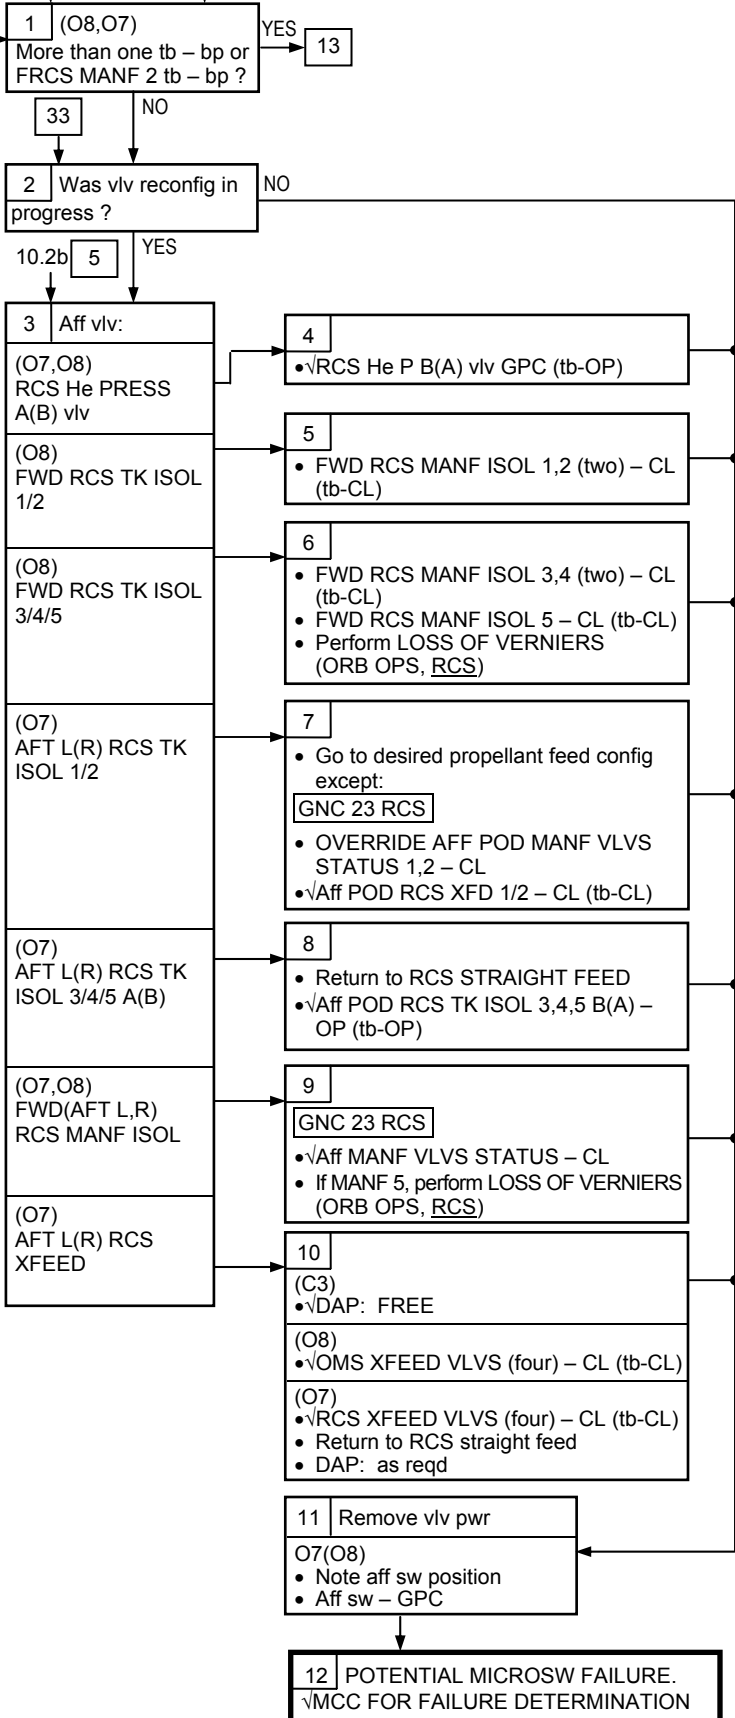 1 (O8,O7)
More than one tb – bp or
FRCS MANF 2 tb – bp ?
YES
13
NO
33
2 Was vlv reconfig in
progress ?
NO
YES
10.2b 5
3 Aff vlv:
(O7,O8)
RCS He PRESS
A(B) vlv
4
•√RCS He P B(A) vlv GPC (tb-OP)
(O8)
FWD RCS TK ISOL
1/2
5
• FWD RCS MANF ISOL 1,2 (two) – CL
(tb-CL)
(O8)
FWD RCS TK ISOL
3/4/5
6
• FWD RCS MANF ISOL 3,4 (two) – CL
(tb-CL)
• FWD RCS MANF ISOL 5 – CL (tb-CL)
• Perform LOSS OF VERNIERS
(ORB OPS, RCS)
(O7)
AFT L(R) RCS TK
ISOL 1/2
7
• Go to desired propellant feed config
except:
GNC 23 RCS
• OVERRIDE AFF POD MANF VLVS
STATUS 1,2 – CL
•√Aff POD RCS XFD 1/2 – CL (tb-CL)
(O7)
AFT L(R) RCS TK
ISOL 3/4/5 A(B)
8
• Return to RCS STRAIGHT FEED
•√Aff POD RCS TK ISOL 3,4,5 B(A) –
OP (tb-OP)
(O7,O8)
FWD(AFT L,R)
RCS MANF ISOL
9
GNC 23 RCS
•√Aff MANF VLVS STATUS – CL
• If MANF 5, perform LOSS OF VERNIERS
(ORB OPS, RCS)
(O7)
AFT L(R) RCS
XFEED
10
(C3)
•√DAP: FREE
(O8)
•√OMS XFEED VLVS (four) – CL (tb-CL)
(O7)
•√RCS XFEED VLVS (four) – CL (tb-CL)
• Return to RCS straight feed
• DAP: as reqd
11 Remove vlv pwr
O7(O8)
• Note aff sw position
• Aff sw – GPC
12 POTENTIAL MICROSW FAILURE.
√MCC FOR FAILURE DETERMINATION